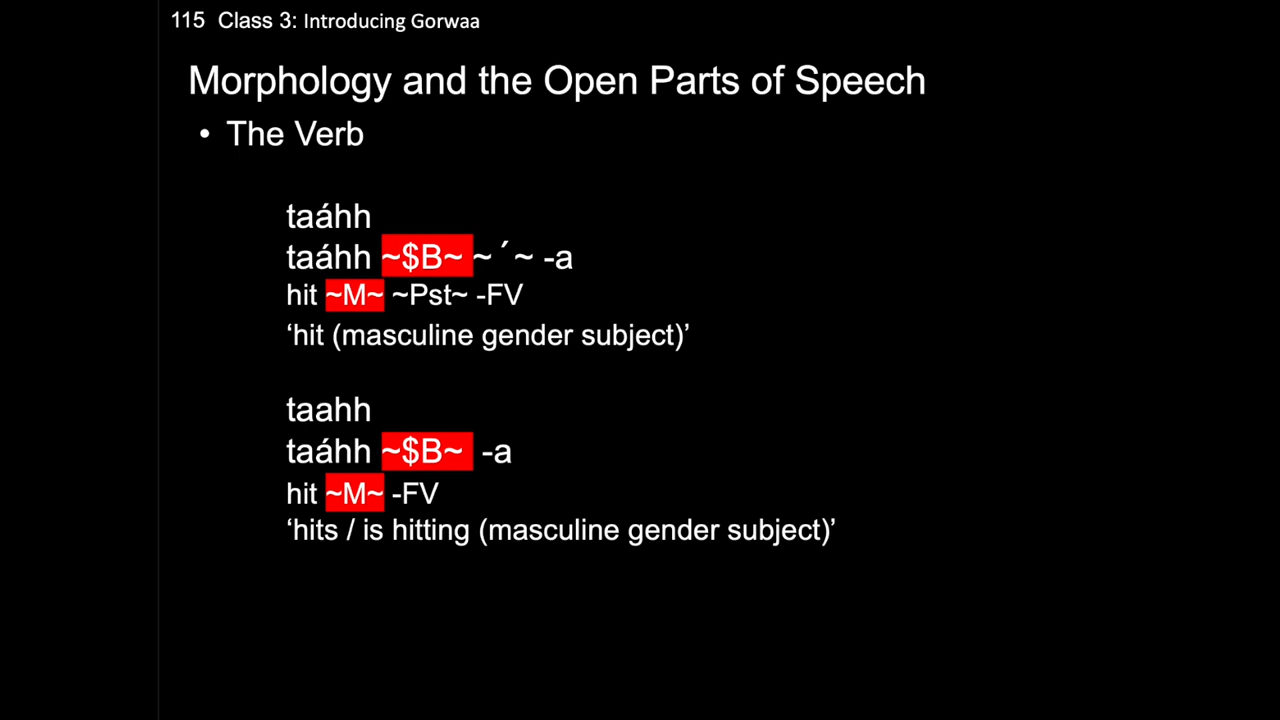 115 Class 3: Introducing Gorwaa
Morphology and the Open Parts of Speech
• The Verb
taáhh
taáhh ~$B~ ~ ´ ~ -a
hit ~M~ ~Pst~ -FV
‘hit (masculine gender subject)’
taahh
taáhh ~$B~ -a
hit ~M~ -FV
‘hits / is hitting (masculine gender subject)’